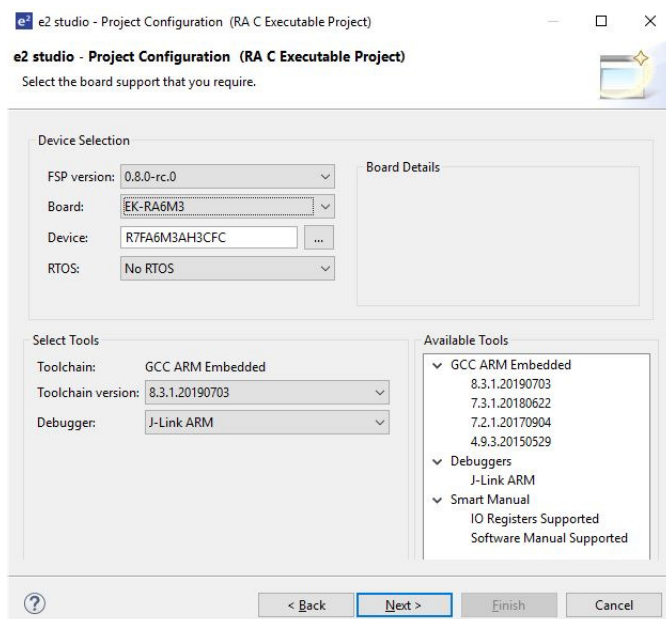 e2 e2 studio - Project Configuration (RA C Executable Project)
e2 studio - Project Configuration (RA C Executable Project)
Select the board support that you require.
Device Selection
FSP version: 0.8.0-rc.0
Board: EK-RA6M3
Device: R7FA6M3AH3CFC ...
RTOS: No RTOS
Board Details
Select Tools
Toolchain: GCC ARM Embedded
Toolchain version: 8.3.1.20190703
Debugger: J-Link ARM
Available Tools
GCC ARM Embedded
8.3.1.20190703
7.3.1.20180622
7.2.1.20170904
4.9.3.20150529
Debuggers
J-Link ARM
Smart Manual
IO Registers Supported
Software Manual Supported
? < Back Next > Finish Cancel